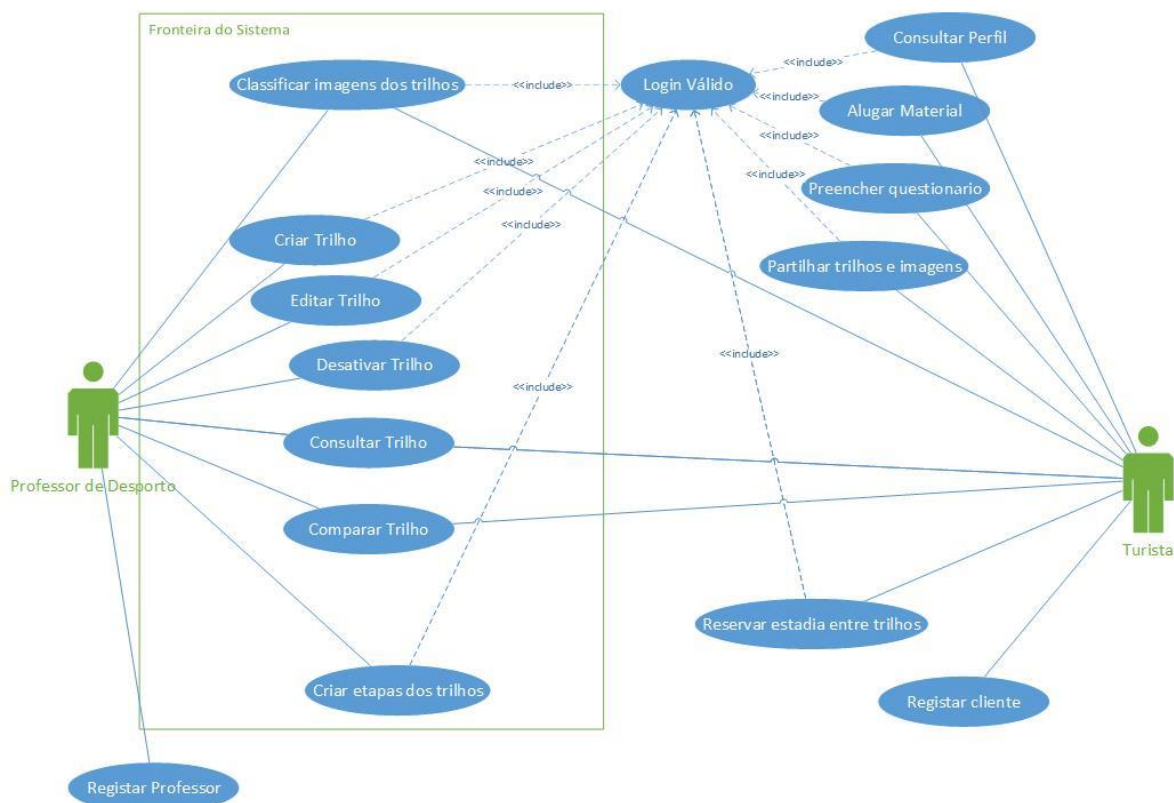 Fronteira do Sistema
Consultar Perfil
Classificar imagens dos trilhos
<<include>>
Login Válido
<<include>>
<<include>>
Alugar Material
<<include>>
<<include>>
<<include>>
<<include>>
Preencher questionario
<<include>>
Criar Trilho
Partilhar trilhos e imagens
Editar Trilho
<<include>>
Desativar Trilho
<<include>>
Consultar Trilho
Professor de Desporto
Comparar Trilho
Turista
Reservar estadia entre trilhos
Criar etapas dos trilhos
Registar cliente
Registar Professor